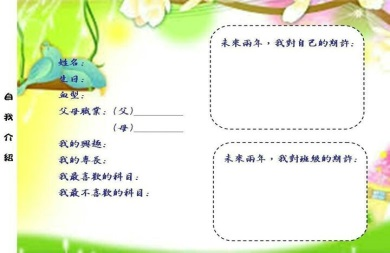 自我介紹
姓名：
生日：
血型：
父母職業：(父)__________
(母)__________
我的興趣：
我的專長：
我最喜歡的科目：
我最不喜歡的科目：
未來兩年，我對自己的期許：
未來兩年，我對班級的期許：